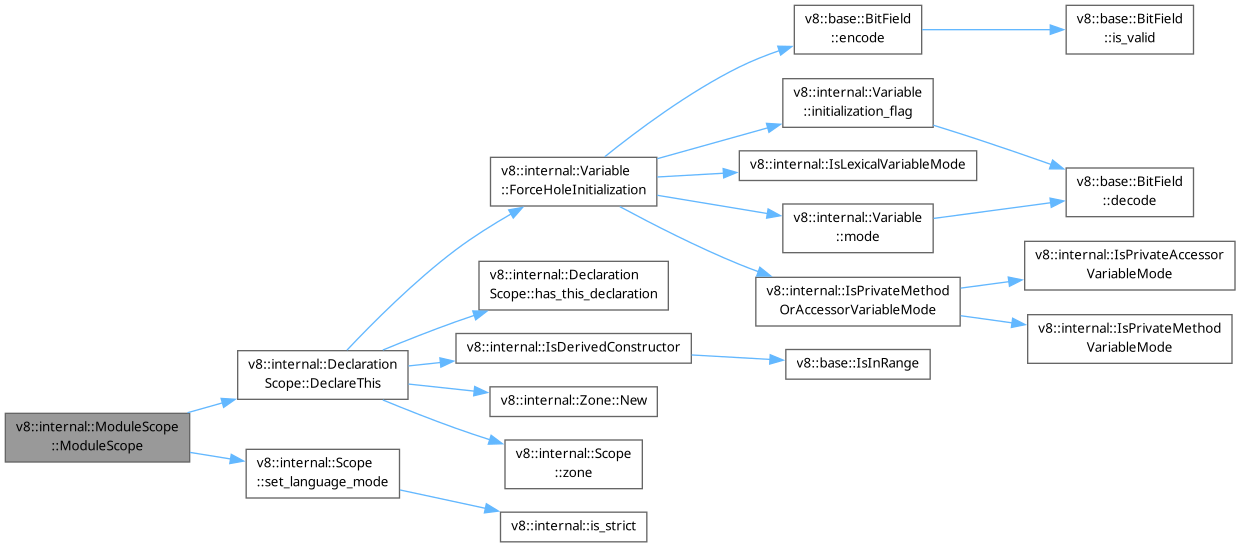 v8::base::BitField
::encode
v8::base::BitField
::is_valid
v8::internal::Variable
::initialization_flag
v8::internal::Variable
::ForceHoleInitialization
v8::internal::IsLexicalVariableMode
v8::base::BitField
::decode
v8::internal::Variable
::mode
v8::internal::IsPrivateMethod
OrAccessorVariableMode
v8::internal::IsPrivateAccessor
VariableMode
v8::internal::IsPrivateMethod
VariableMode
v8::internal::Declaration
Scope::has_this_declaration
v8::internal::Declaration
Scope::DeclareThis
v8::internal::IsDerivedConstructor
v8::base::IsInRange
v8::internal::Zone::New
v8::internal::ModuleScope
::ModuleScope
v8::internal::Scope
::zone
v8::internal::Scope
::set_language_mode
v8::internal::is_strict